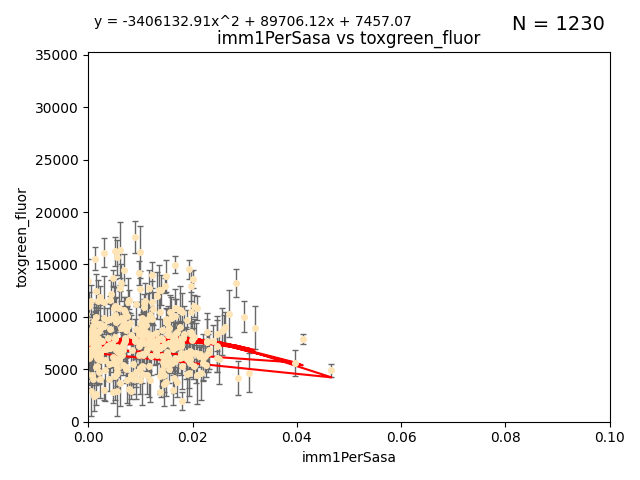 y = -3406132.91x^2 + 89706.12x + 7457.07
N = 1230
imm1PerSasa vs toxgreen_fluor
35000
30000
25000
20000
15000
10000
5000
0
toxgreen_fluor
0.00 0.02 0.04 0.06 0.08 0.10
imm1PerSasa